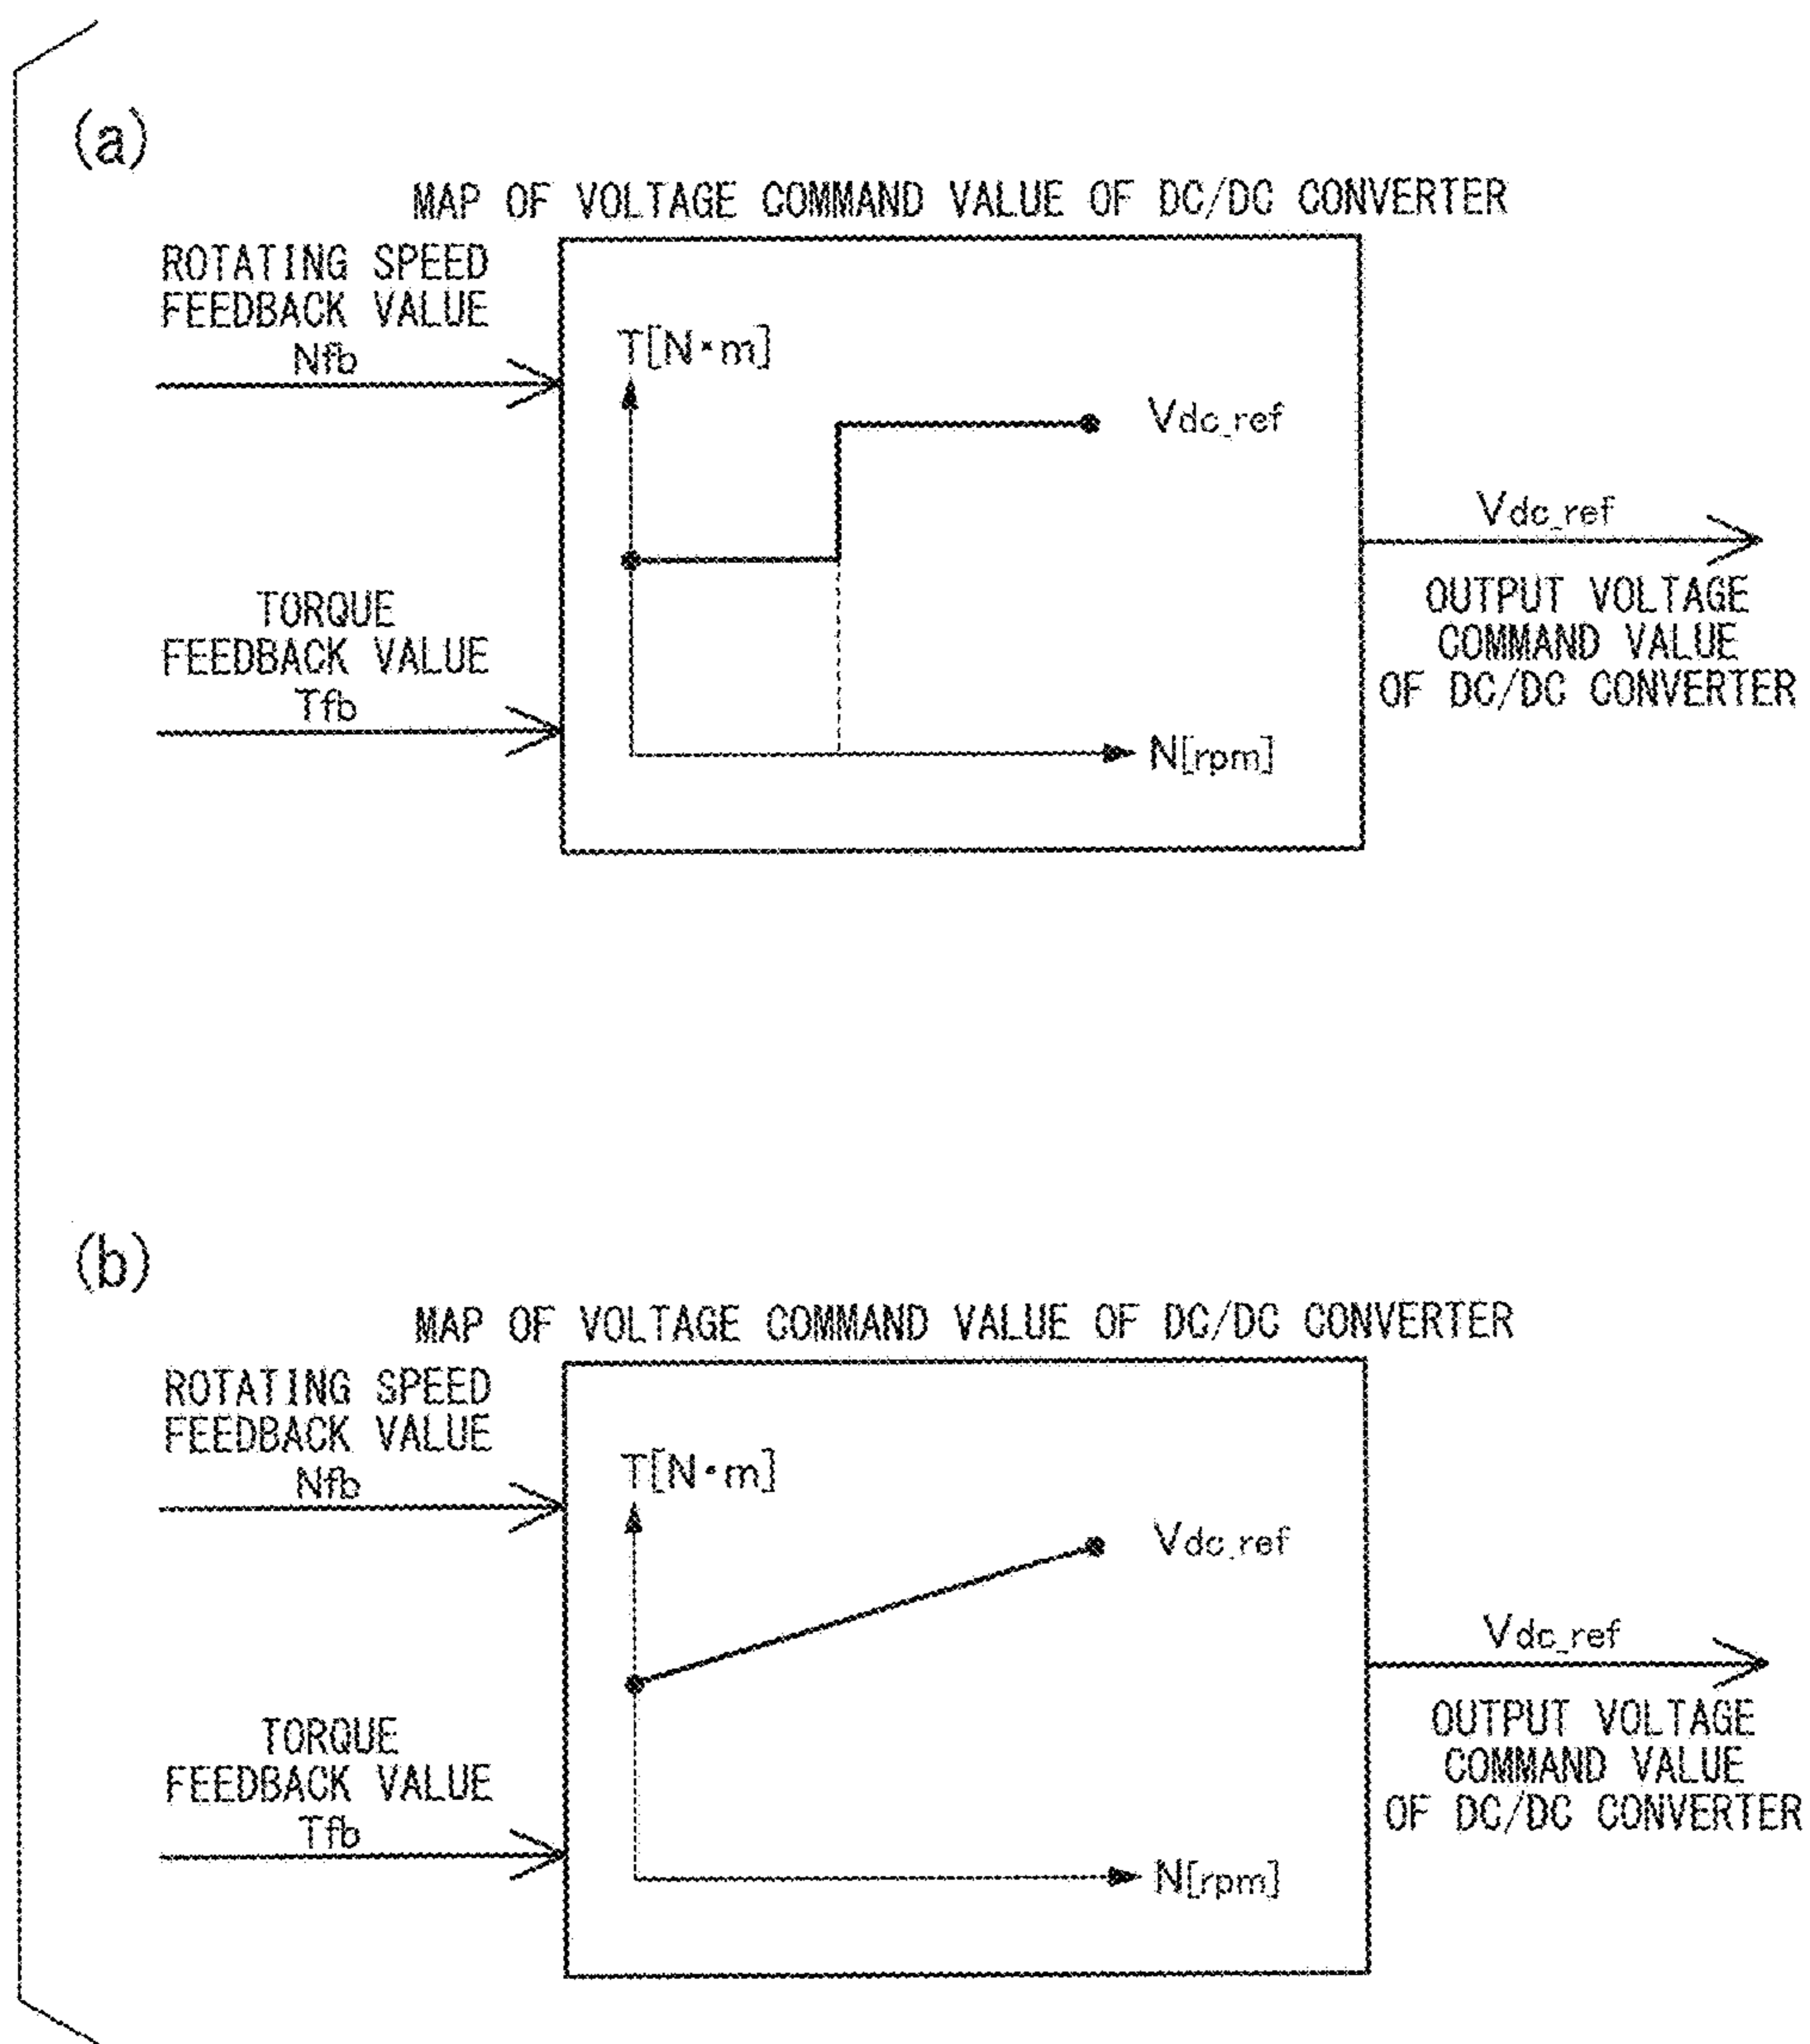 (a)
MAP OF VOLTAGE COMMAND VALUE OF DC/DC CONVERTER
ROTATING SPEED
FEEDBACK VALUE
Nfb
T[N·m]
Vdc_ref
Vdc_ref
TORQUE
FEEDBACK VALUE
Tfb
OUTPUT VOLTAGE
COMMAND VALUE
OF DC/DC CONVERTER
N[rpm]
(b)
MAP OF VOLTAGE COMMAND VALUE OF DC/DC CONVERTER
ROTATING SPEED
FEEDBACK VALUE
Nfb
T[N·m]
Vdc_ref
Vdc_ref
TORQUE
FEEDBACK VALUE
Tfb
OUTPUT VOLTAGE
COMMAND VALUE
OF DC/DC CONVERTER
N[rpm]